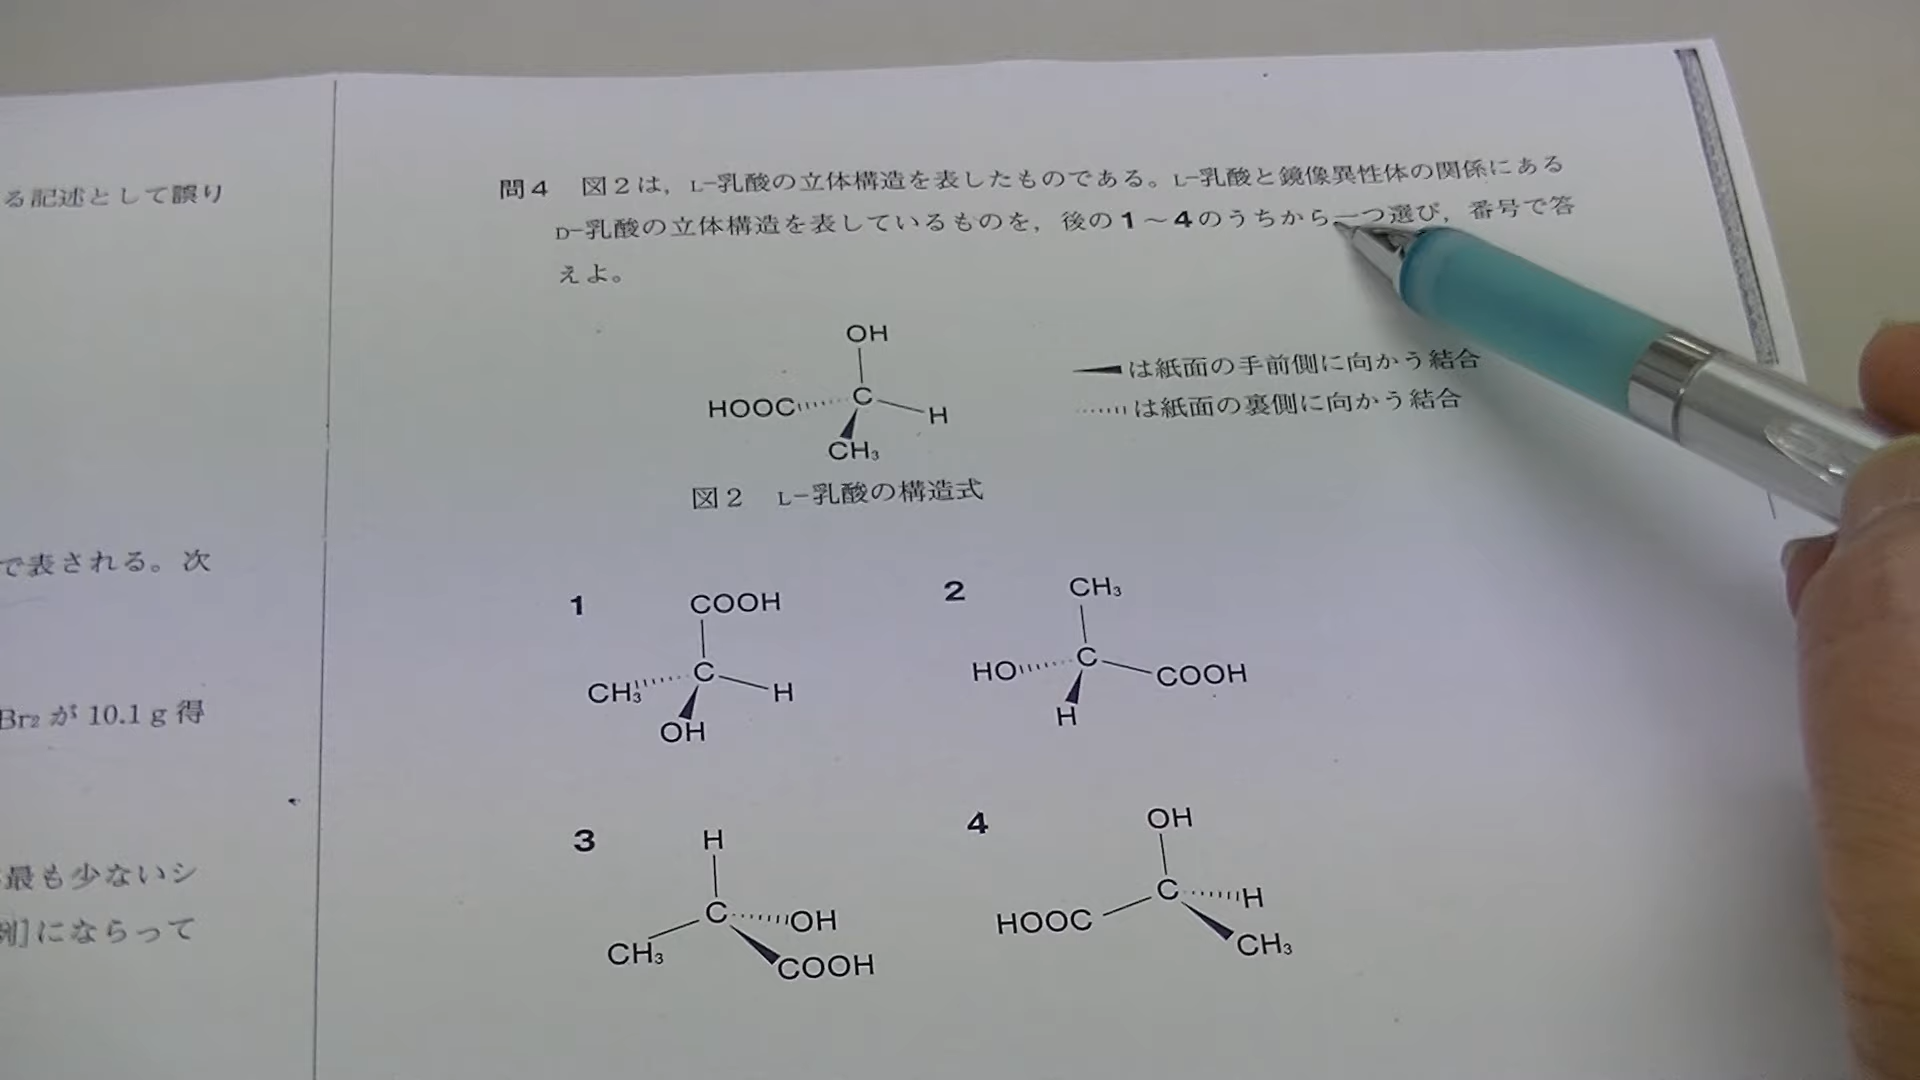 る記述として誤り
で表される。次
Br₂ が 10.1 g 得
最も少ないシ
例]にならって
問4 図2は，L-乳酸の立体構造を表したものである。L-乳酸と鏡像異性体の関係にある
D-乳酸の立体構造を表しているものを，後の1～4のうちから一つ選び，番号で答
えよ。
OH
HOOC C H
CH₃
は紙面の手前側に向かう結合
は紙面の裏側に向かう結合
図2 L-乳酸の構造式
1
COOH
CH₃ C H
OH
2
CH₃
HO C COOH
H
3
H
C OH
CH₃ COOH
4
OH
C H
HOOC CH₃